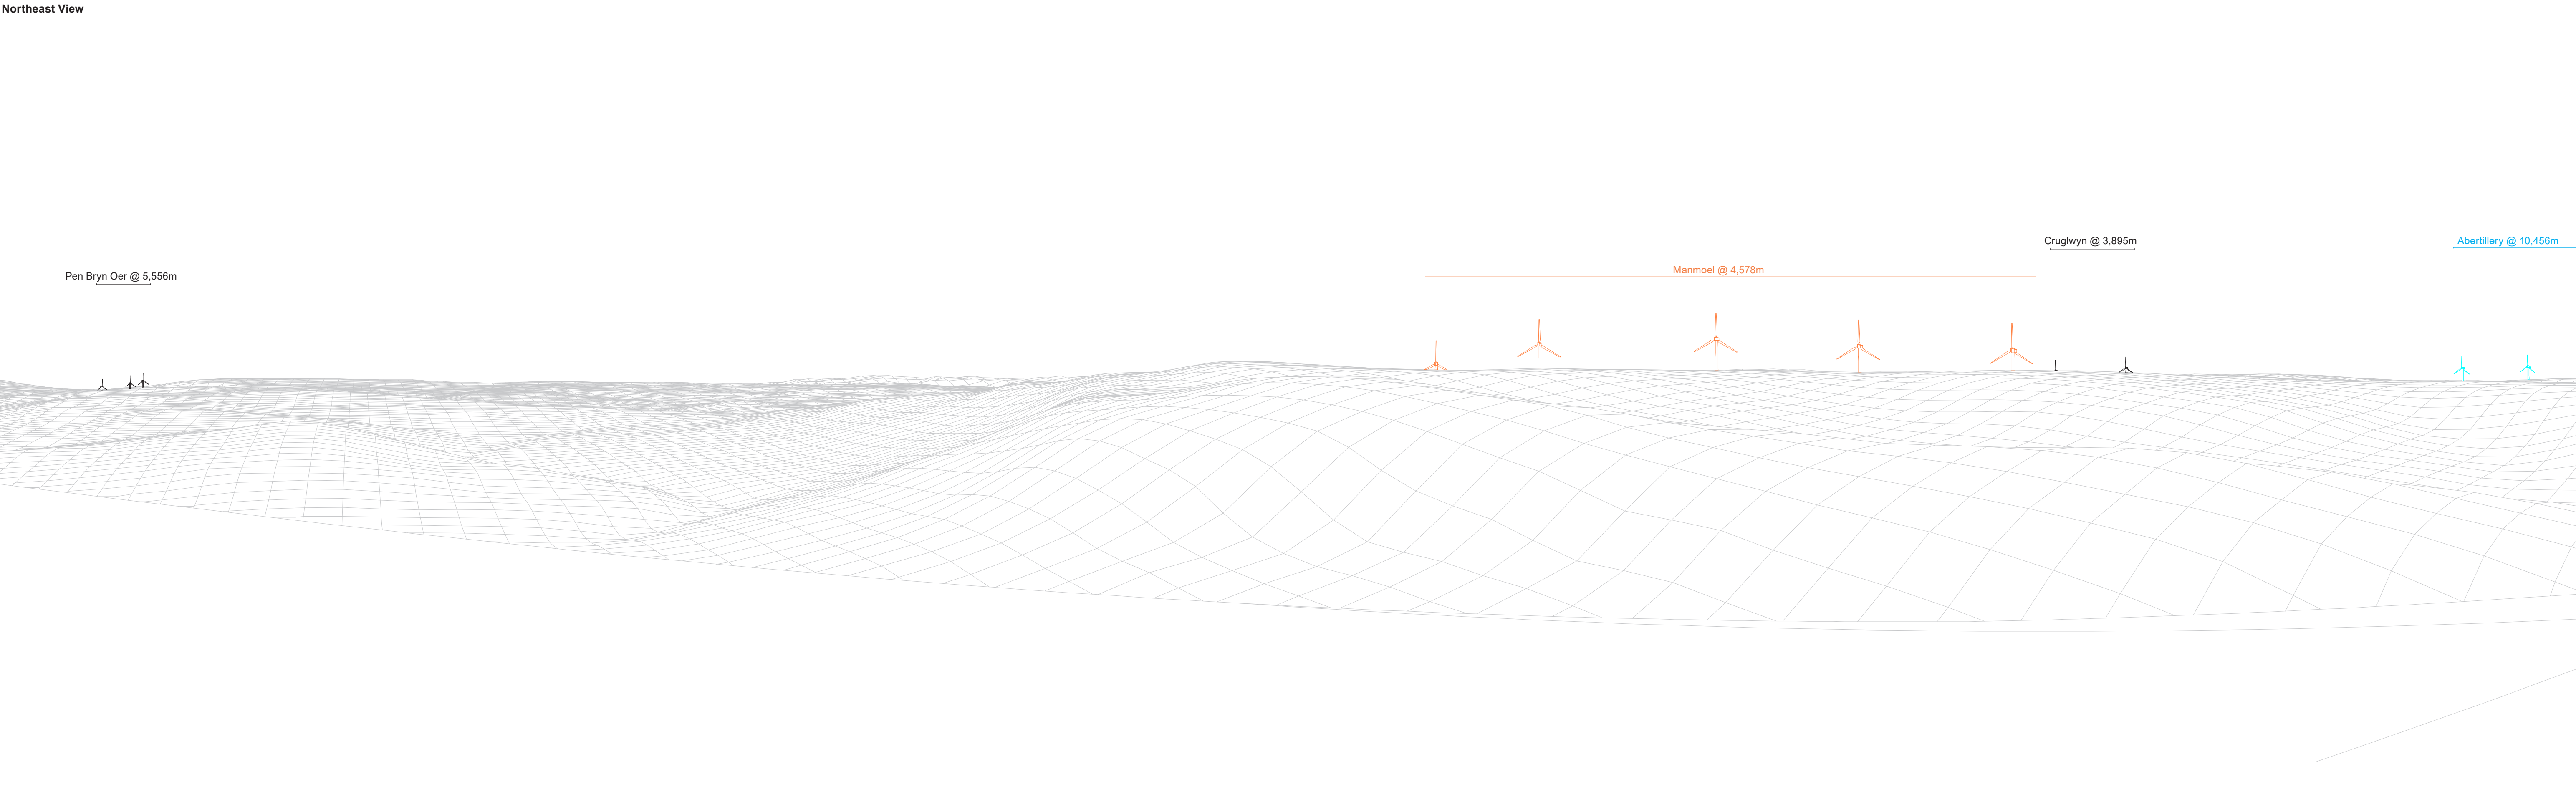 Northeast View
Cruglwyn @ 3,895m
Abertillery @ 10,456m
Manmoel @ 4,578m
Pen Bryn Oer @ 5,556m